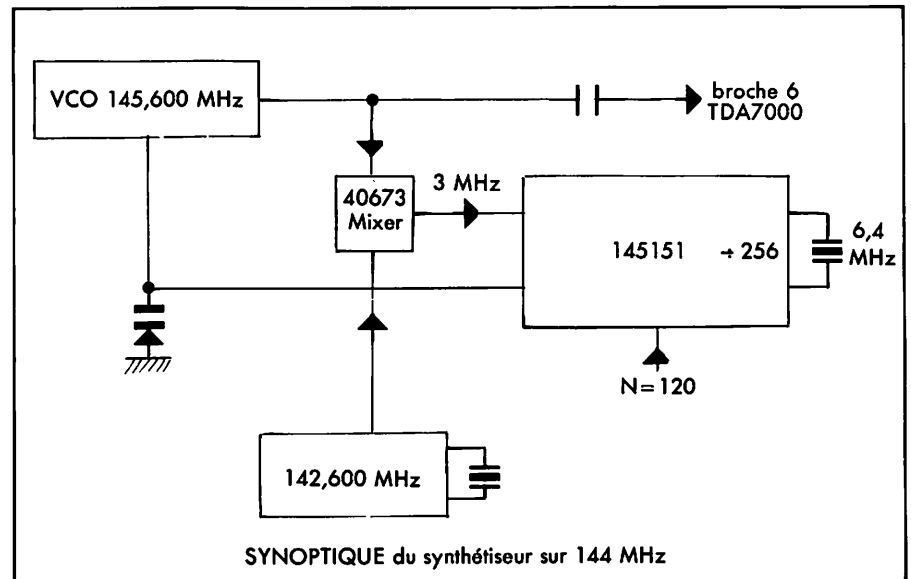 VCO 145,600 MHz
broche 6
TDA7000
40673
Mixer
3 MHz
145151 ÷ 256
6,4
MHz
N=120
142,600 MHz
SYNOPTIQUE du synthétiseur sur 144 MHz